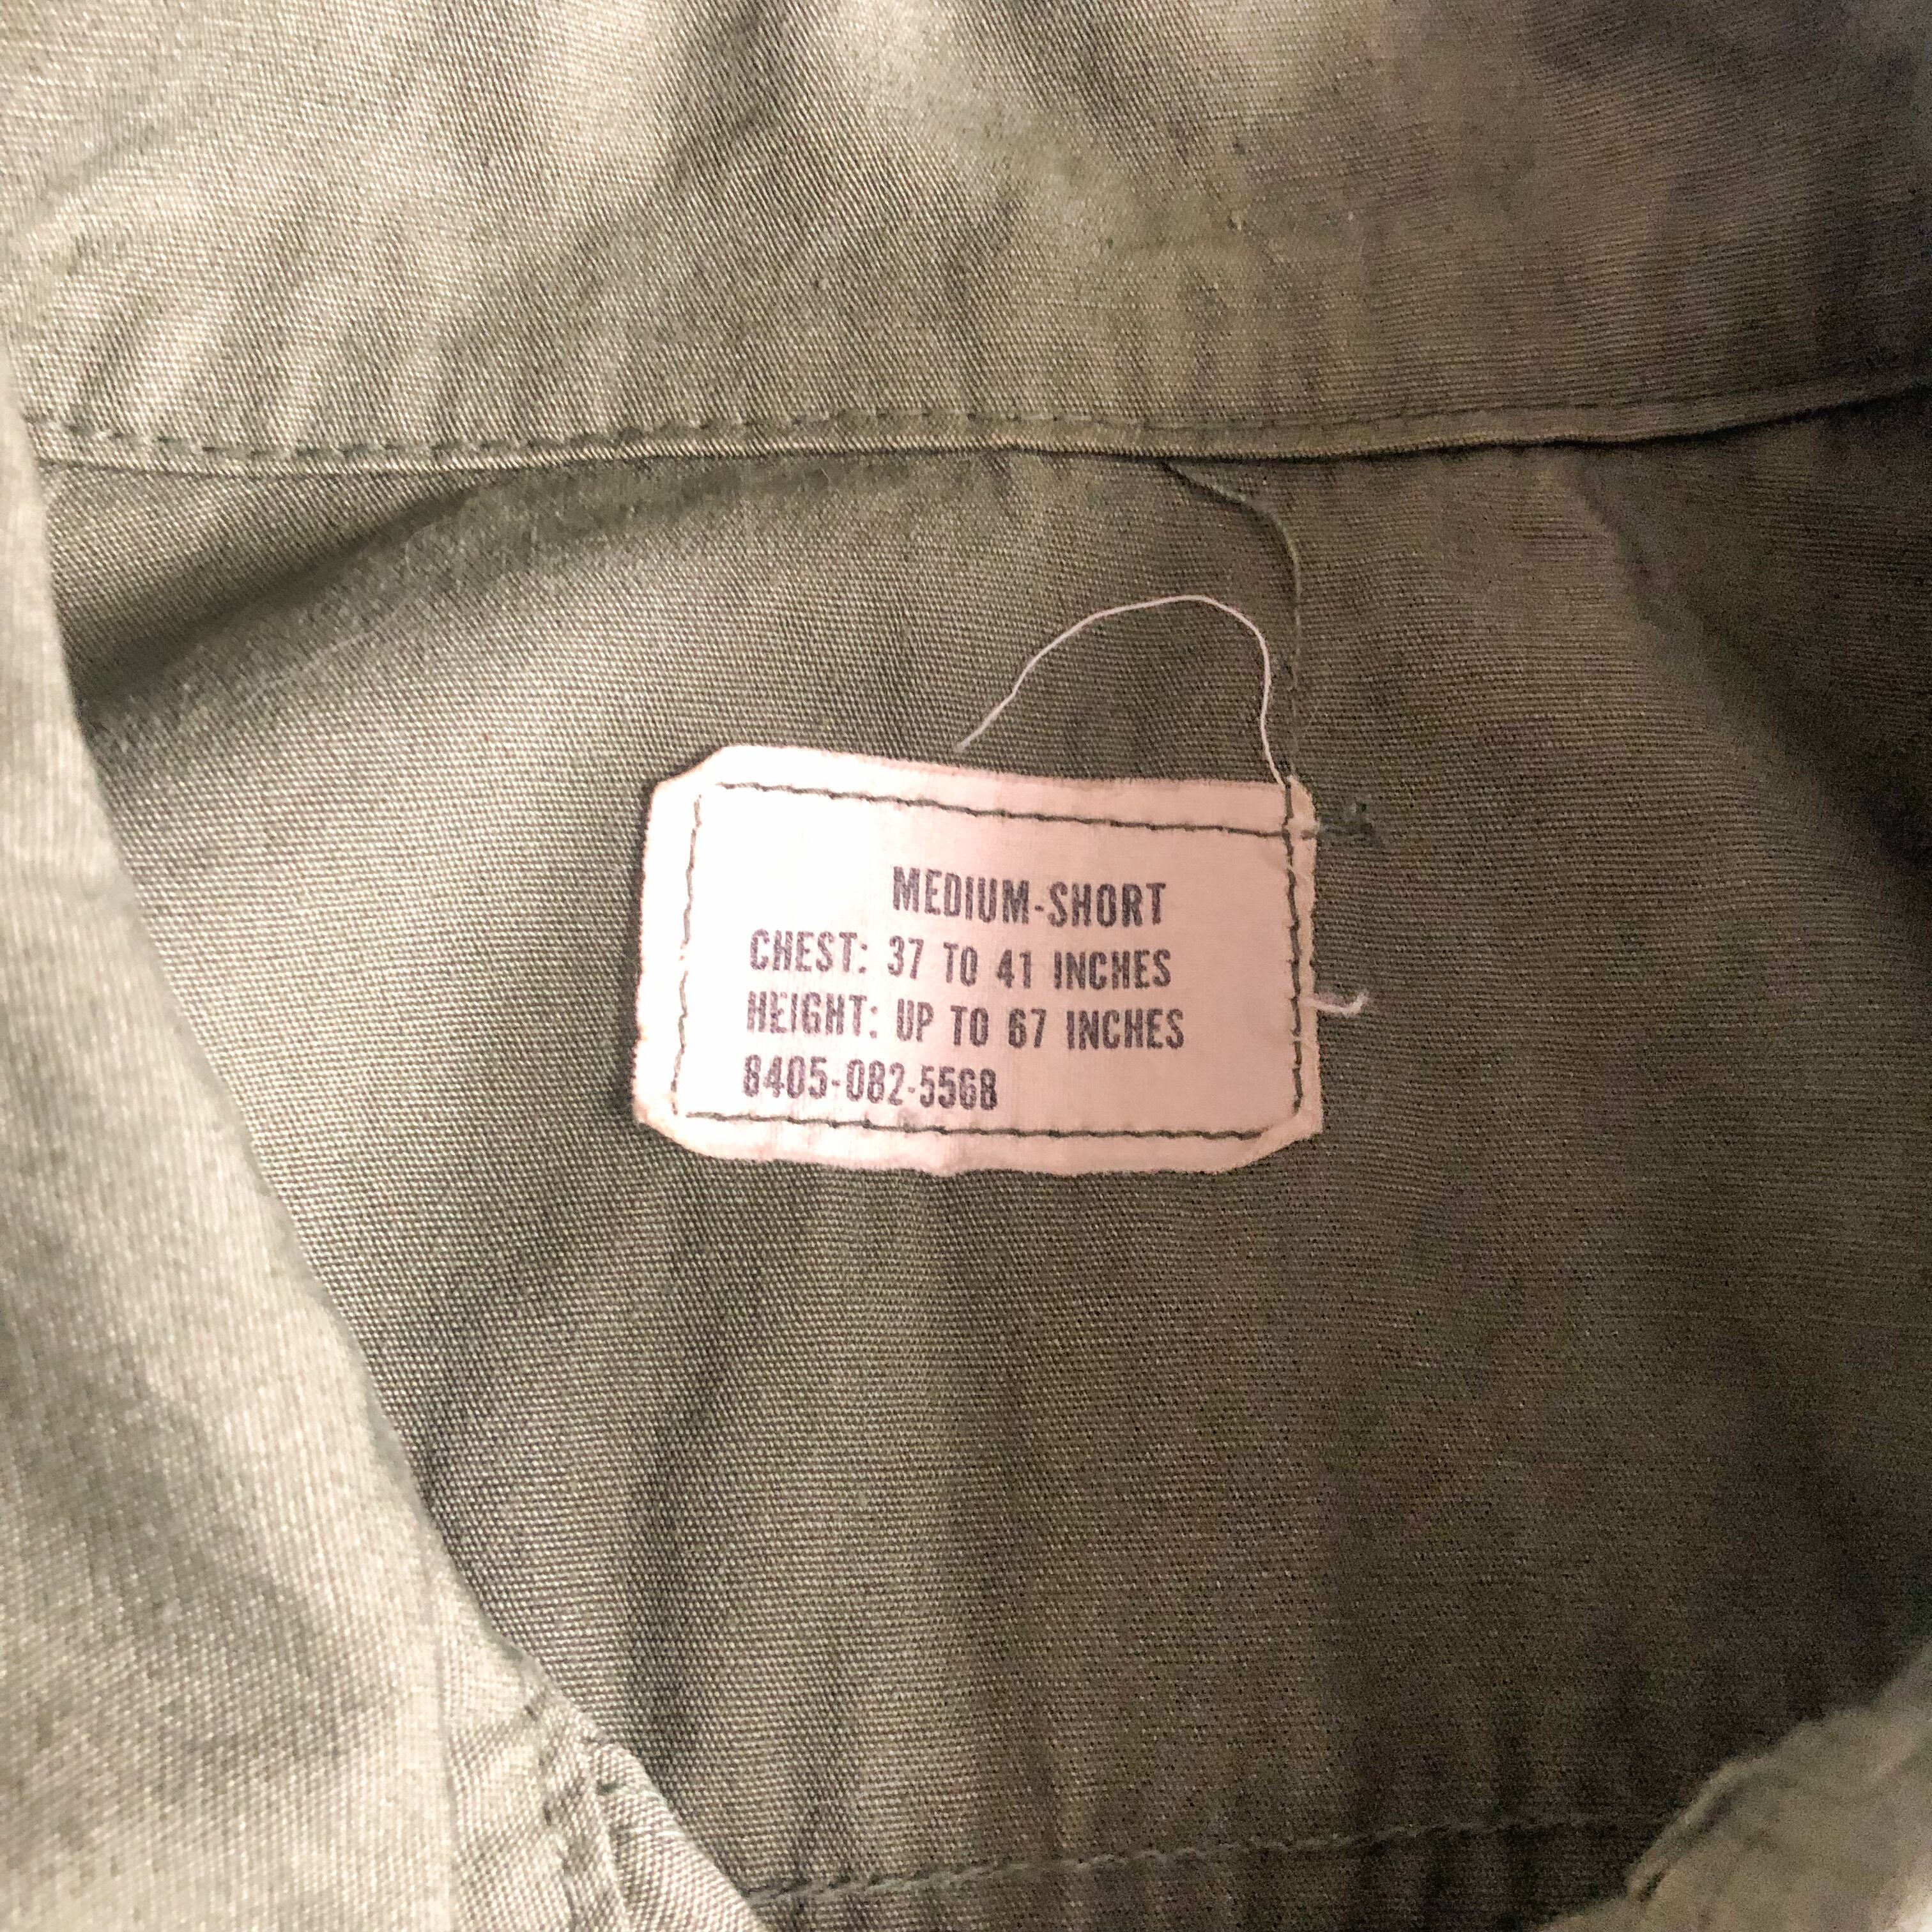 MEDIUM-SHORT
CHEST: 37 TO 41 INCHES
HEIGHT: UP TO 67 INCHES
8405-082-5568